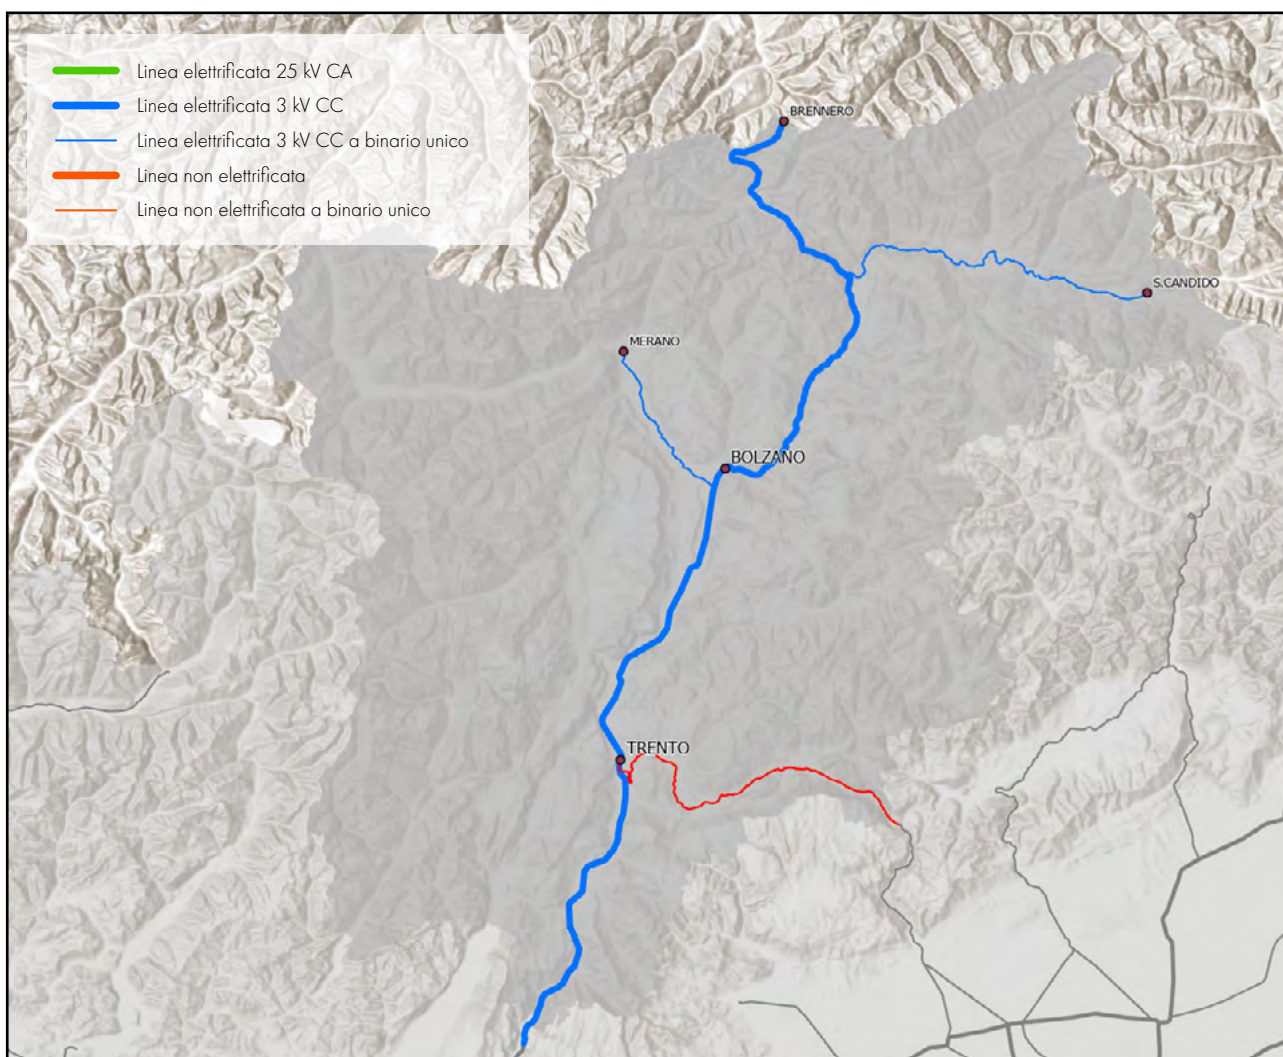 Linea elettrificata 25 kV CA
Linea elettrificata 3 kV CC
Linea elettrificata 3 kV CC a binario unico
Linea non elettrificata
Linea non elettrificata a binario unico
BRENNERO
S.CANDIDO
MERANO
BOLZANO
TRENTO